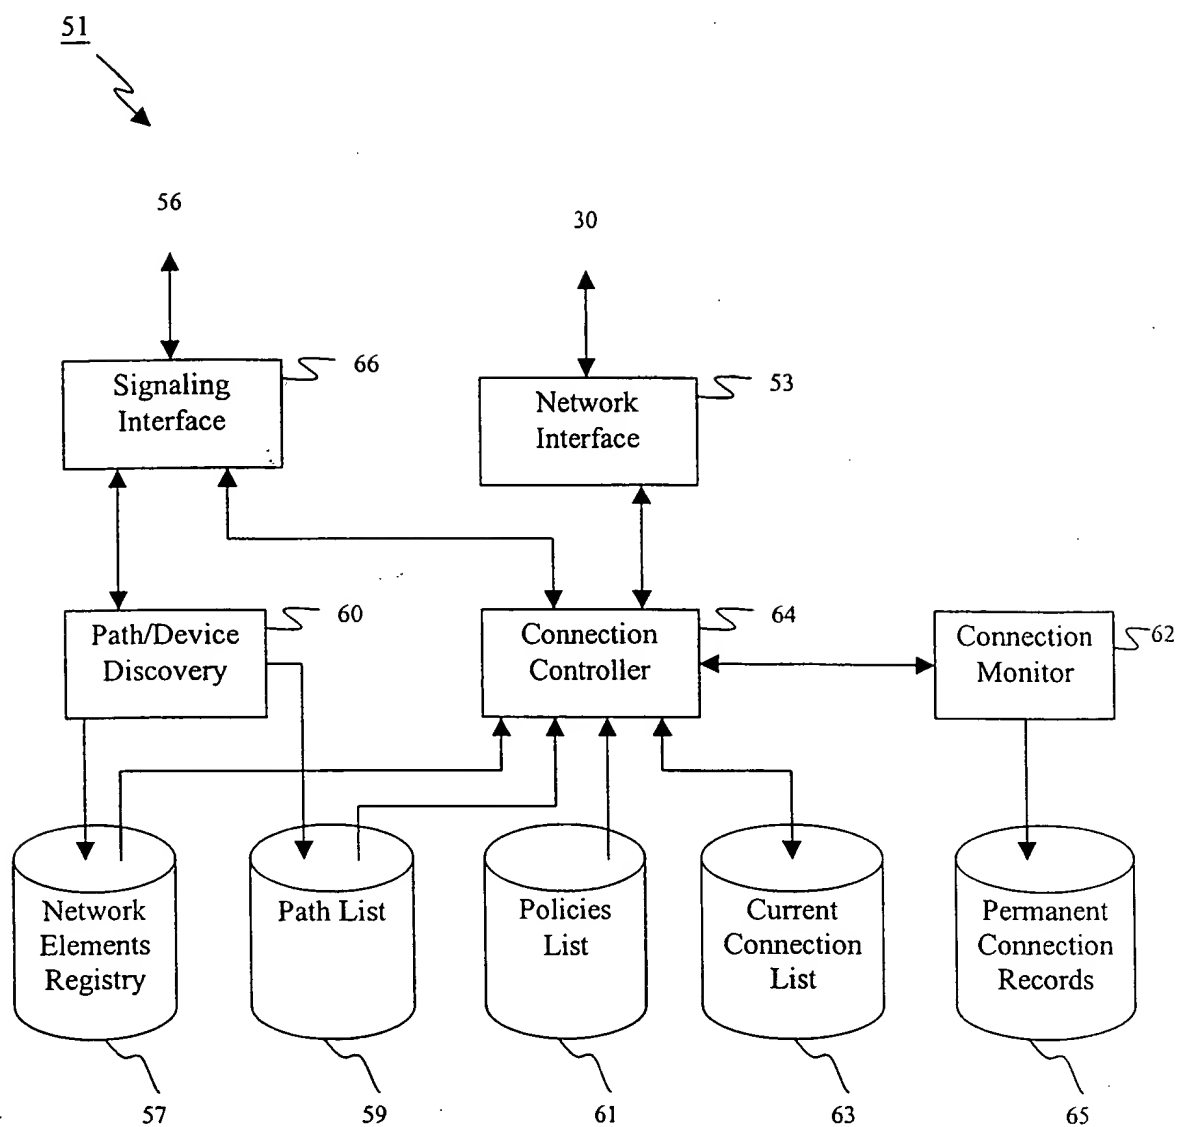 51
56
30
66
Signaling
Interface
53
Network
Interface
60
Path/Device
Discovery
64
Connection
Controller
62
Connection
Monitor
Network
Elements
Registry
Path List
Policies
List
Current
Connection
List
Permanent
Connection
Records
57
59
61
63
65